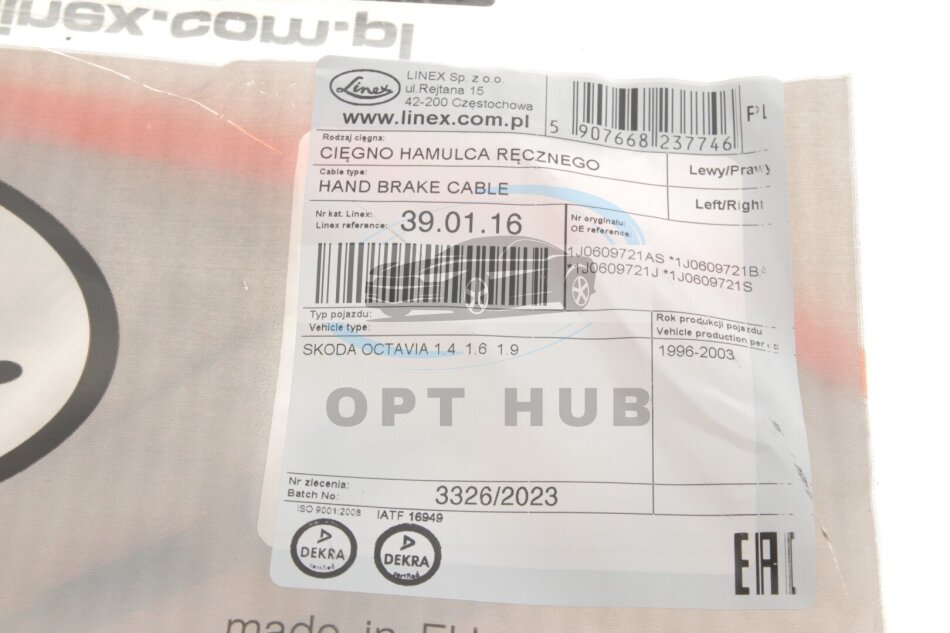 linex.com.pl
Linex
LINEX Sp. z o.o.
ul.Rejtana 15
42-200 Częstochowa
www.linex.com.pl
5 907668 237746
PL
Rodzaj cięgna:
CIĘGNO HAMULCA RĘCZNEGO
Lewy/Prawy
Cable type:
HAND BRAKE CABLE
Left/Right
Nr kat. Linex:
Linex reference:
39.01.16
Nr oryginału:
OE reference:
1J0609721AS *1J0609721B
*1J0609721J *1J0609721S
Typ pojazdu:
Vehicle type:
Rok produkcji pojazdu
Vehicle production
SKODA OCTAVIA 1.4 1.6 1.9
1996-2003
OPT HUB
Nr zlecenia:
Batch No:
3326/2023
ISO 9001:2008
IATF 16949
DEKRA
certified
DEKRA
certified
EAC
made in EU